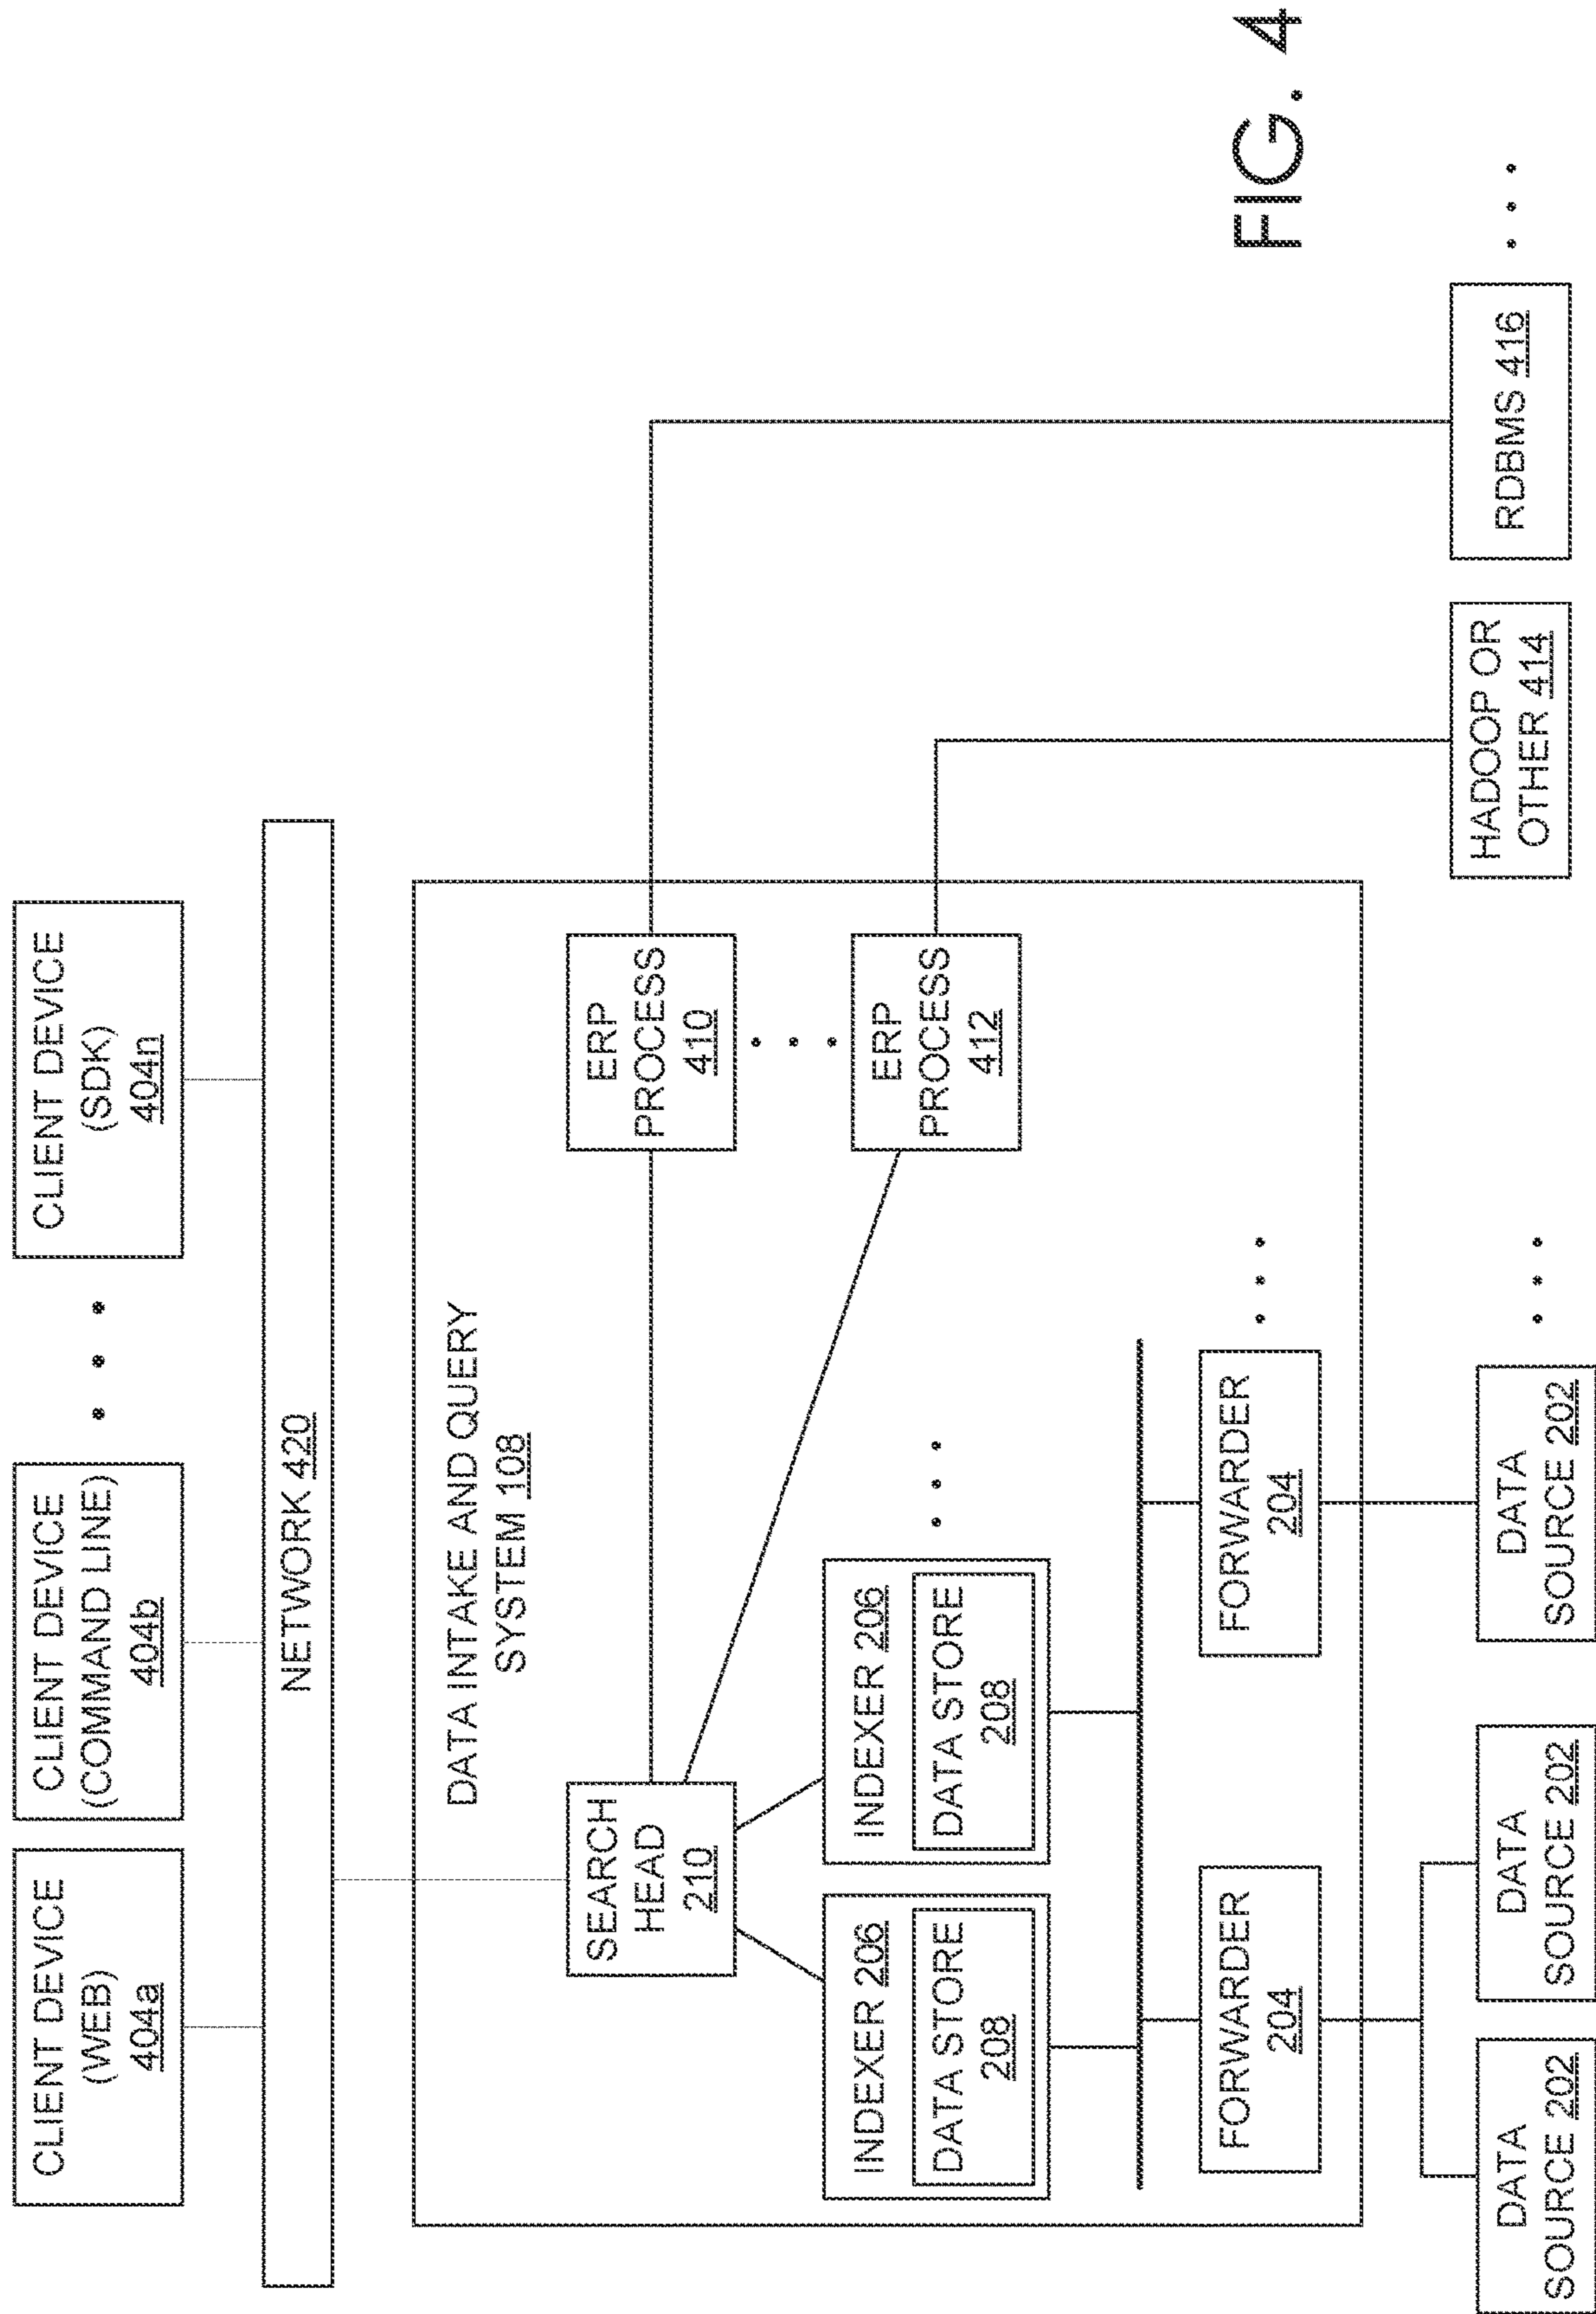 CLIENT DEVICE
(WEB)
404a
CLIENT DEVICE
(COMMAND LINE)
404b
CLIENT DEVICE
(SDK)
404n
NETWORK 420
DATA INTAKE AND QUERY
SYSTEM 108
SEARCH
HEAD
210
ERP
PROCESS
410
INDEXER 206
DATA STORE
208
INDEXER 206
DATA STORE
208
ERP
PROCESS
412
FORWARDER
204
FORWARDER
204
DATA
SOURCE 202
DATA
SOURCE 202
DATA
SOURCE 202
HADOOP OR
OTHER 414
RDBMS 416
FIG. 4